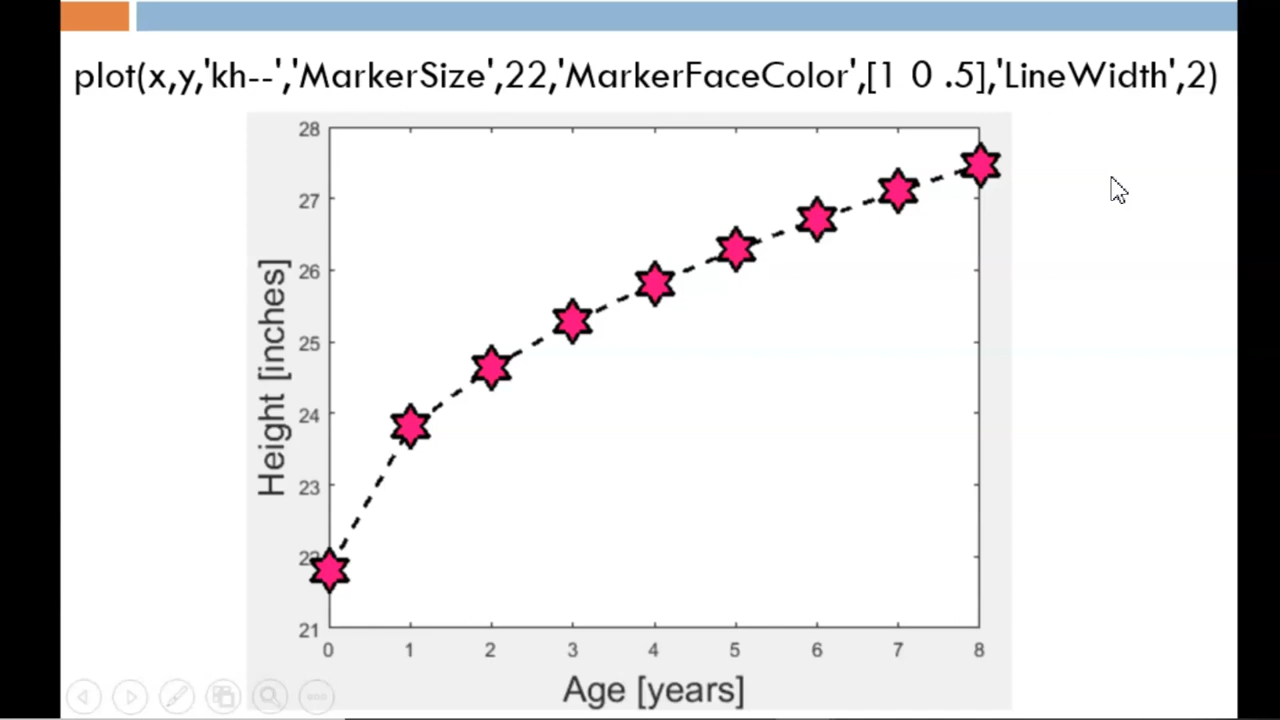 plot(x,y,'kh--','MarkerSize',22,'MarkerFaceColor',[1 0 .5],'LineWidth',2)
28
27
26
25
24
23
22
21
Height [inches]
0 1 2 3 4 5 6 7 8
Age [years]